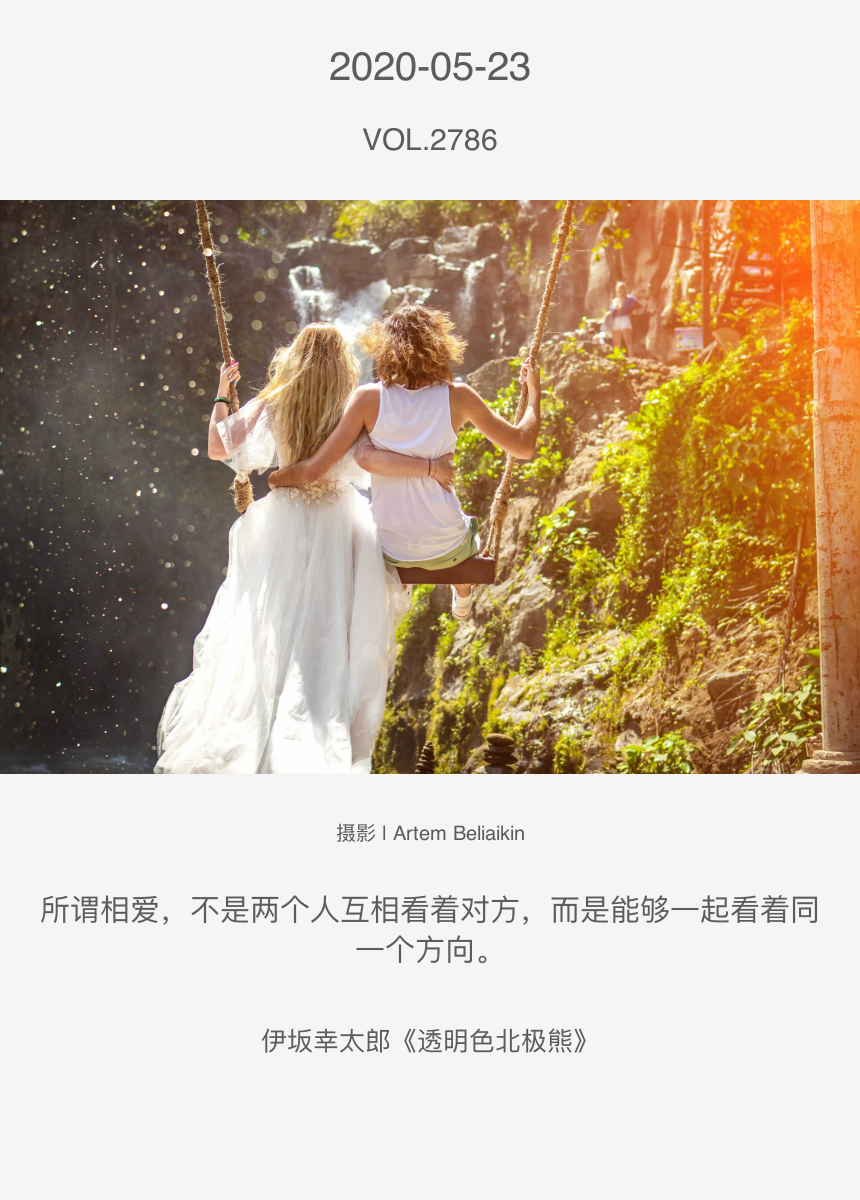 2020-05-23
VOL.2786
摄影 l Artem Beliaikin
所谓相爱，不是两个人互相看着对方，而是能够一起看着同
一个方向。
伊坂幸太郎《透明色北极熊》